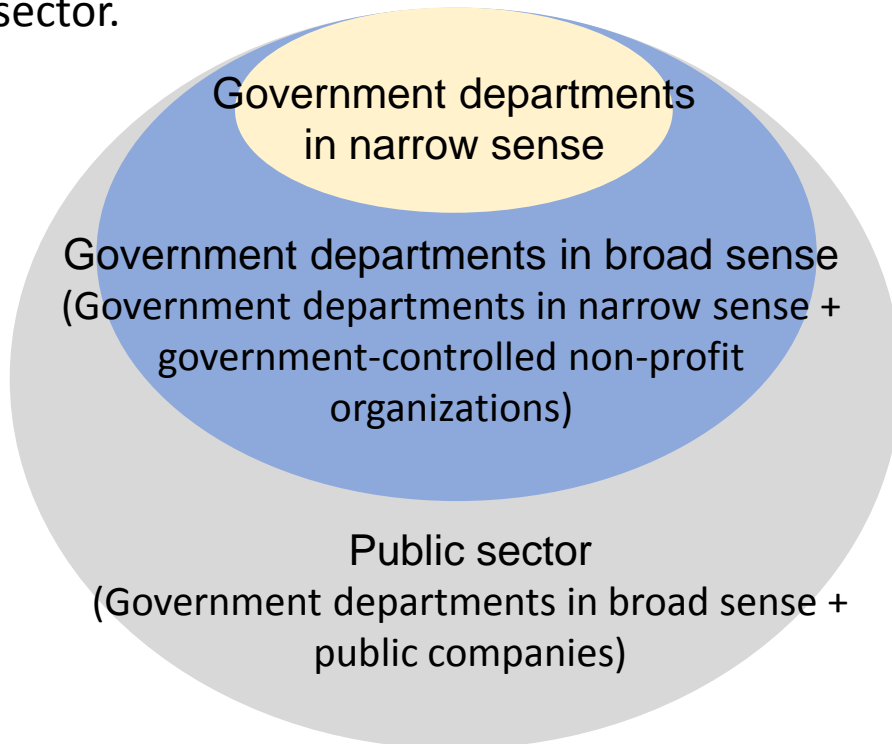 sector.
Government departments
in narrow sense
Government departments in broad sense
(Government departments in narrow sense +
government-controlled non-profit
organizations)
Public sector
(Government departments in broad sense +
public companies)